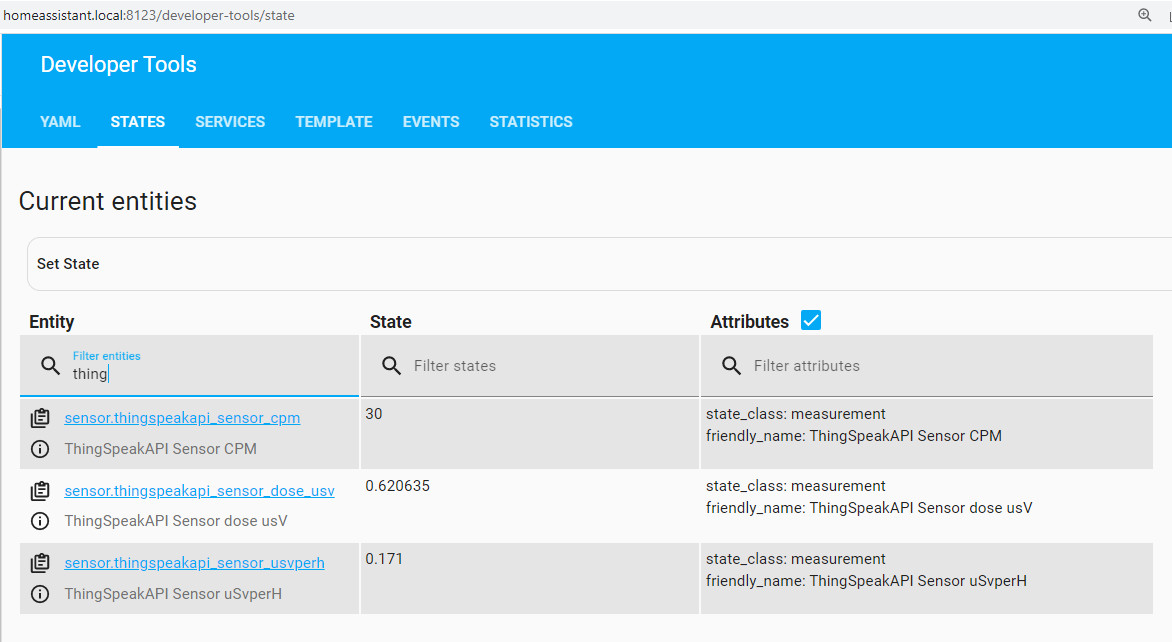 homeassistant.local:8123/developer-tools/state
Developer Tools
YAML STATES SERVICES TEMPLATE EVENTS STATISTICS
Current entities
Set State
Entity State Attributes
Filter entities
thing Filter states Filter attributes
sensor.thingspeakapi_sensor_cpm 30 state_class: measurement
friendly_name: ThingSpeakAPI Sensor CPM
ThingSpeakAPI Sensor CPM
sensor.thingspeakapi_sensor_dose_usv 0.620635 state_class: measurement
friendly_name: ThingSpeakAPI Sensor dose usV
ThingSpeakAPI Sensor dose usV
sensor.thingspeakapi_sensor_usvperh 0.171 state_class: measurement
friendly_name: ThingSpeakAPI Sensor uSvperH
ThingSpeakAPI Sensor uSvperH